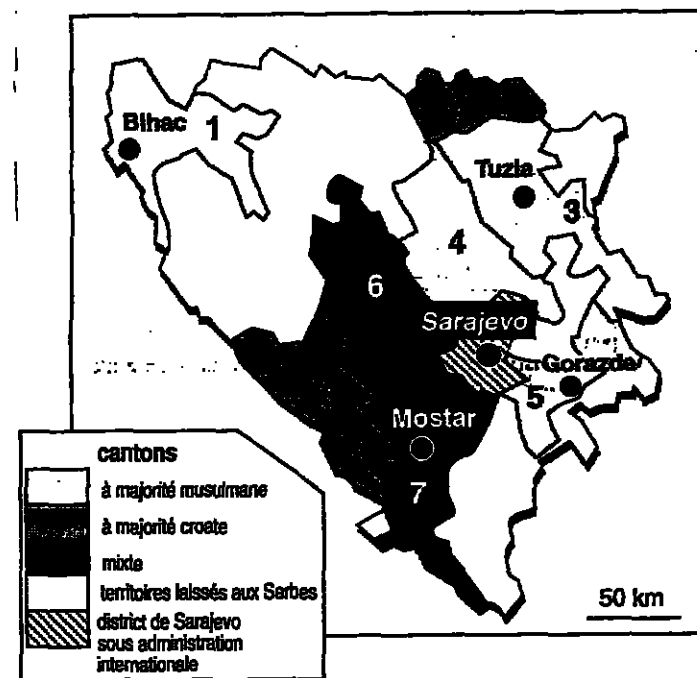 Bihac
1
Tuzla
3
4
6
Sarajevo
Gorazde
5
Mostar
7
cantons
à majorité musulmane
à majorité croate
mixte
territoires laissés aux Serbes
district de Sarajevo
sous administration
internationale
50 km